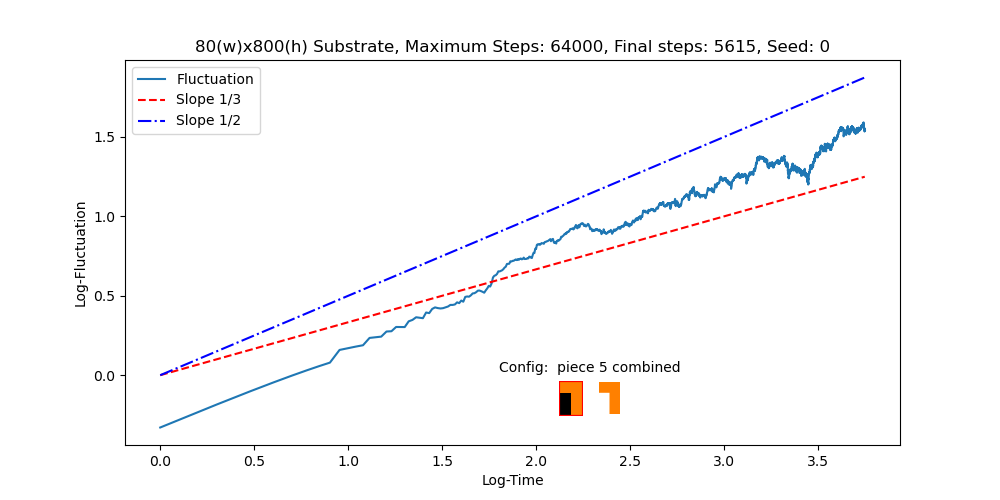 80(w)x800(h) Substrate, Maximum Steps: 64000, Final steps: 5615, Seed: 0
Fluctuation
Slope 1/3
Slope 1/2
1.5
1.0
0.5
0.0
Log-Fluctuation
Config:  piece 5 combined
0.0 0.5 1.0 1.5 2.0 2.5 3.0 3.5
Log-Time